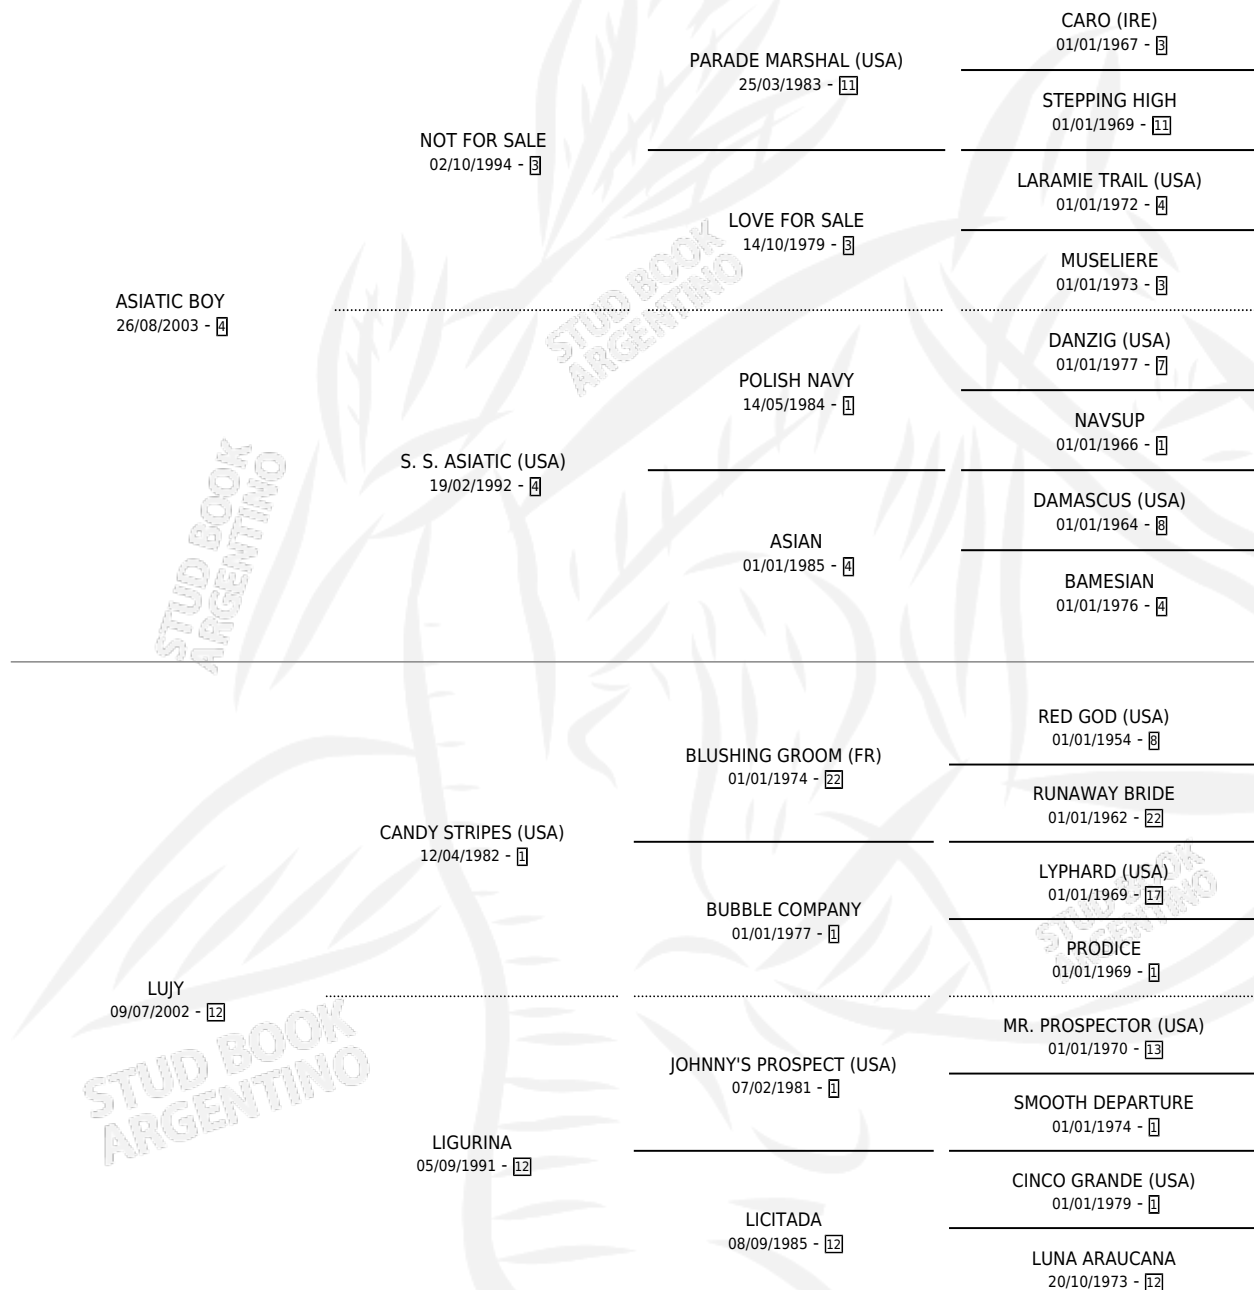 CARO (IRE)
01/01/1967 - 3
PARADE MARSHAL (USA)
25/03/1983 - 11
STEPPING HIGH
01/01/1969 - 11
NOT FOR SALE
02/10/1994 - 3
LARAMIE TRAIL (USA)
01/01/1972 - 4
LOVE FOR SALE
14/10/1979 - 3
MUSELIERE
01/01/1973 - 3
ASIATIC BOY
26/08/2003 - 4
STUD BOOK
ARGENTINO
DANZIG (USA)
01/01/1977 - 7
POLISH NAVY
14/05/1984 - 1
NAVSUP
01/01/1966 - 1
S. S. ASIATIC (USA)
19/02/1992 - 4
DAMASCUS (USA)
01/01/1964 - 8
ASIAN
01/01/1985 - 4
BAMESIAN
01/01/1976 - 4
STUD BOOK
ARGENTINO
RED GOD (USA)
01/01/1954 - 8
BLUSHING GROOM (FR)
01/01/1974 - 22
RUNAWAY BRIDE
01/01/1962 - 22
CANDY STRIPES (USA)
12/04/1982 - 1
LYPHARD (USA)
01/01/1969 - 17
STUD BOOK
ARGENTINO
BUBBLE COMPANY
01/01/1977 - 1
PRODICE
01/01/1969 - 1
LUJY
09/07/2002 - 12
STUD BOOK
ARGENTINO
MR. PROSPECTOR (USA)
01/01/1970 - 13
JOHNNY'S PROSPECT (USA)
07/02/1981 - 1
SMOOTH DEPARTURE
01/01/1974 - 1
LIGURINA
05/09/1991 - 12
CINCO GRANDE (USA)
01/01/1979 - 1
LICITADA
08/09/1985 - 12
LUNA ARAUCANA
20/10/1973 - 12